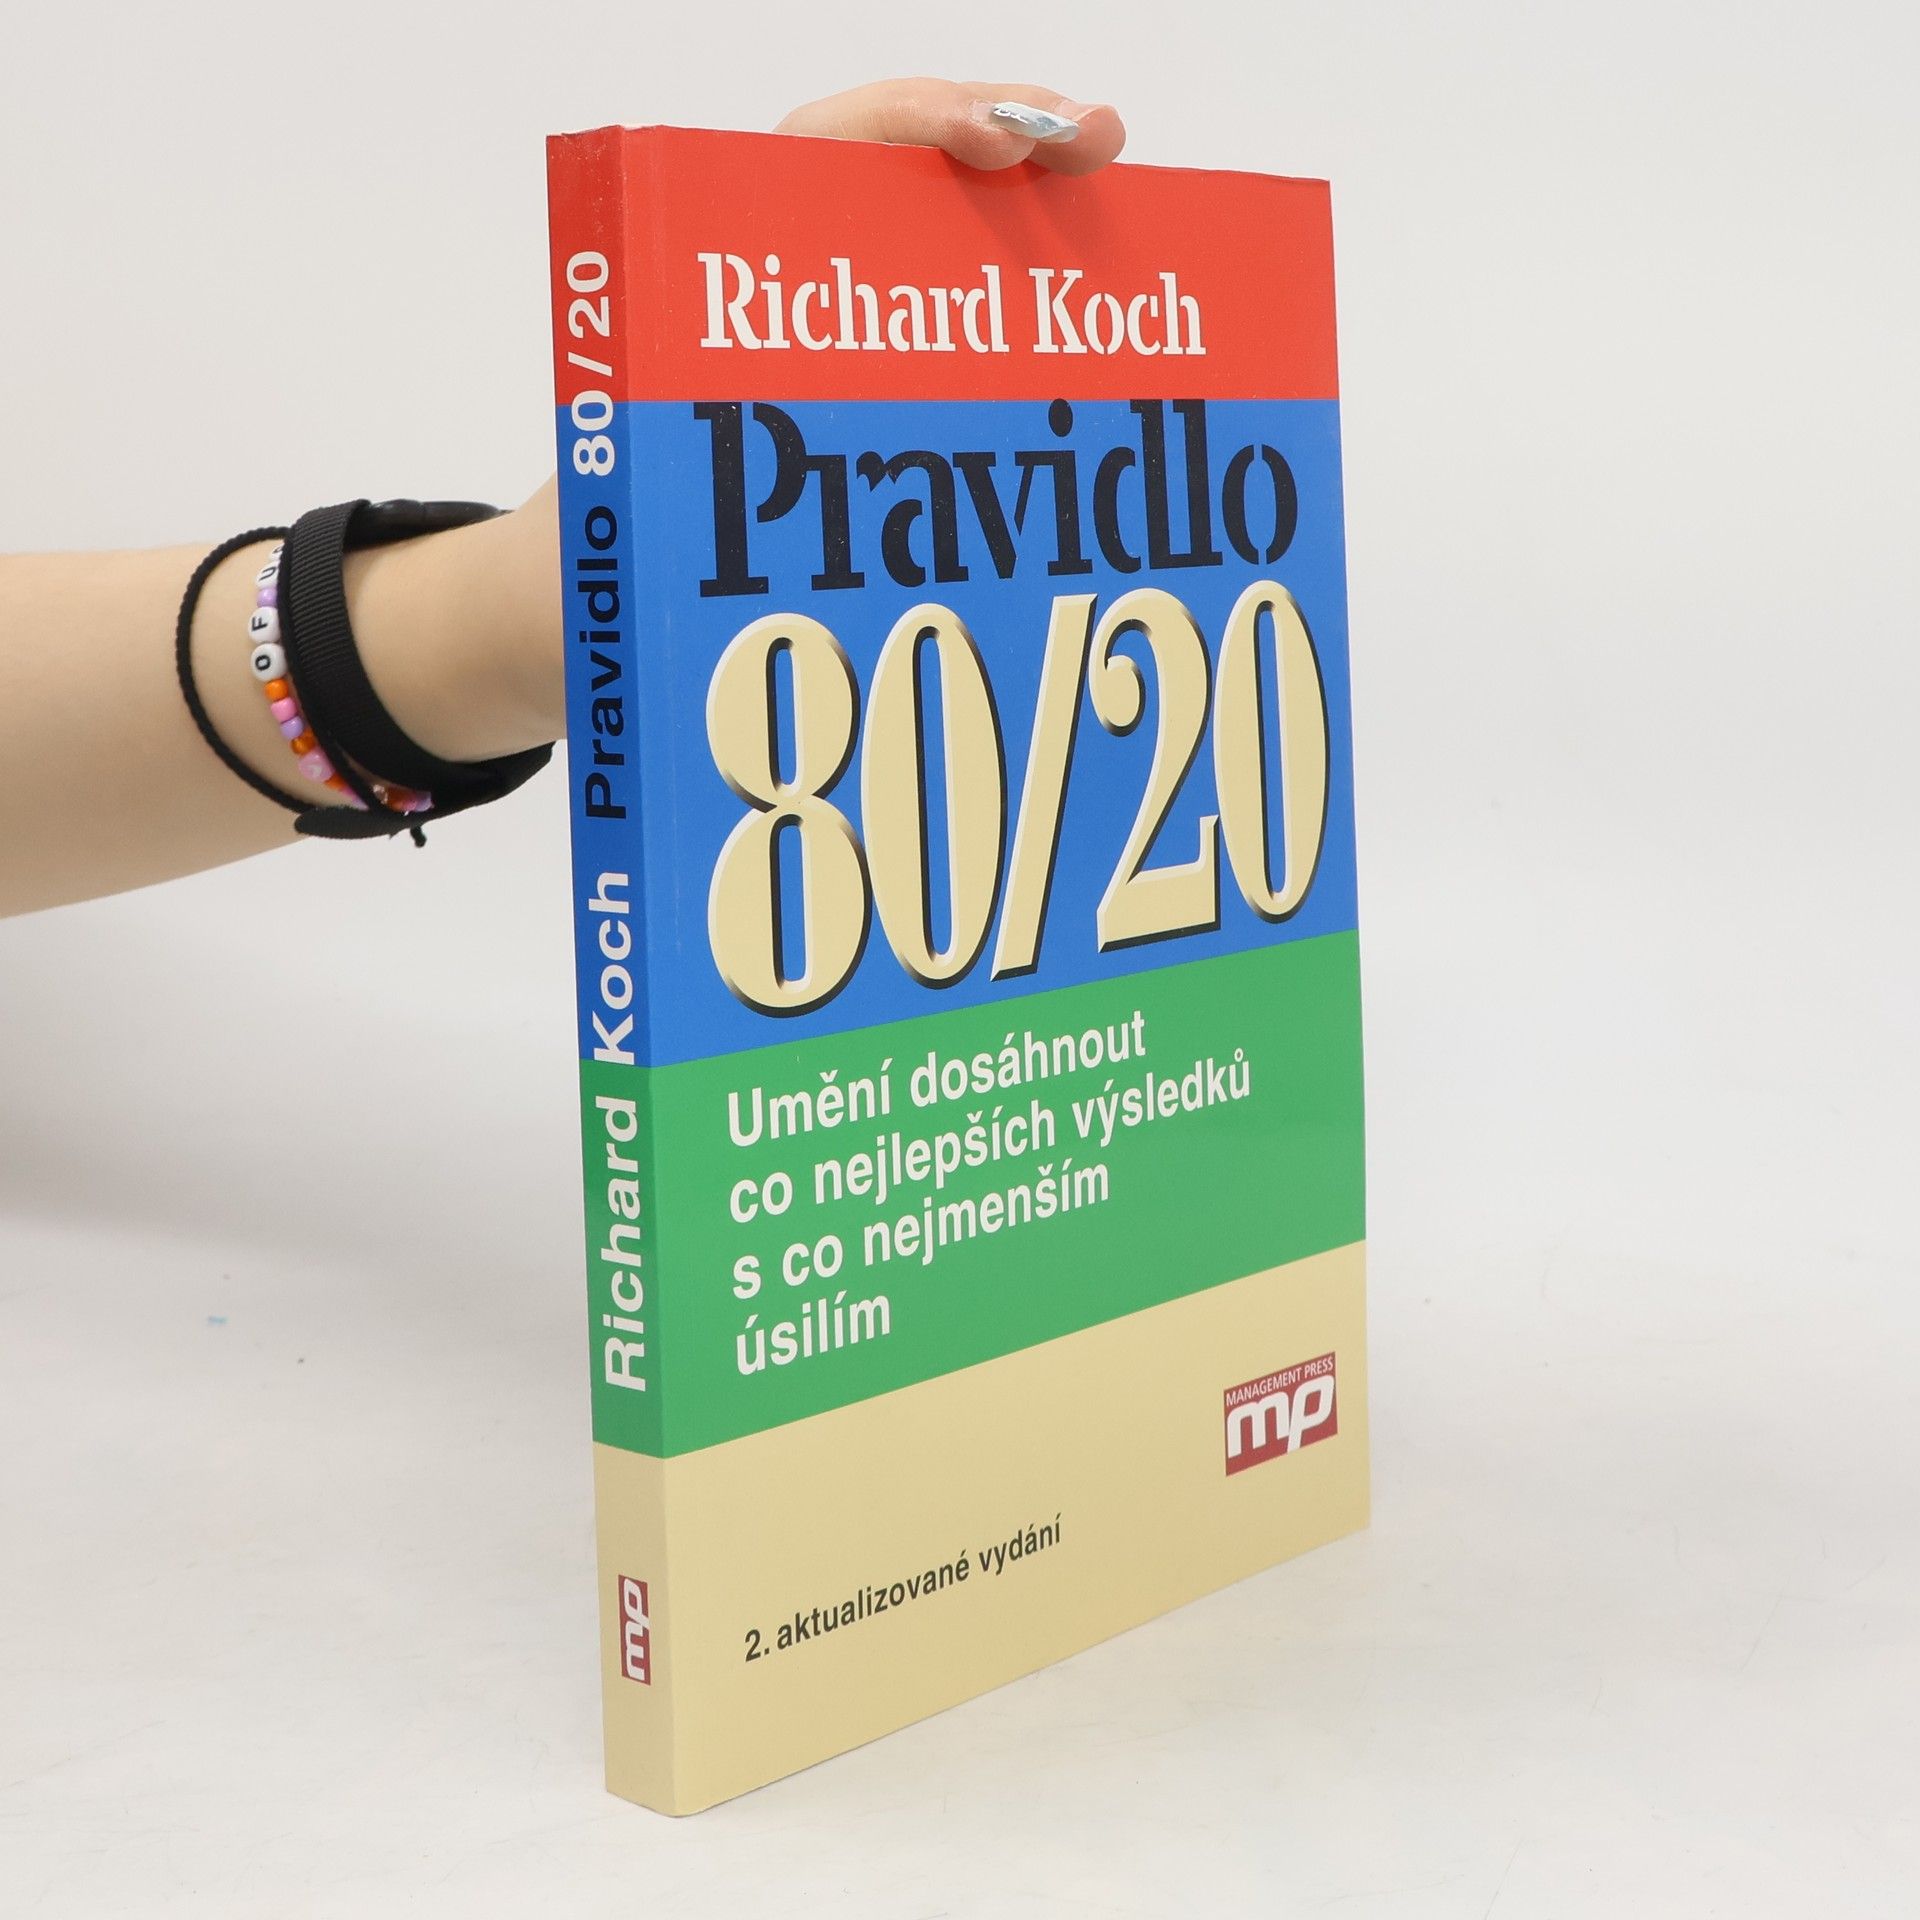 Richard Koch
Pravidlo
80/20
Umění dosáhnout
co nejlepších výsledků
s co nejmenším
úsilím
MANAGEMENT PRESS
mp
2. aktualizované vydání
Richard Koch Pravidlo 80/20
mp
O F U